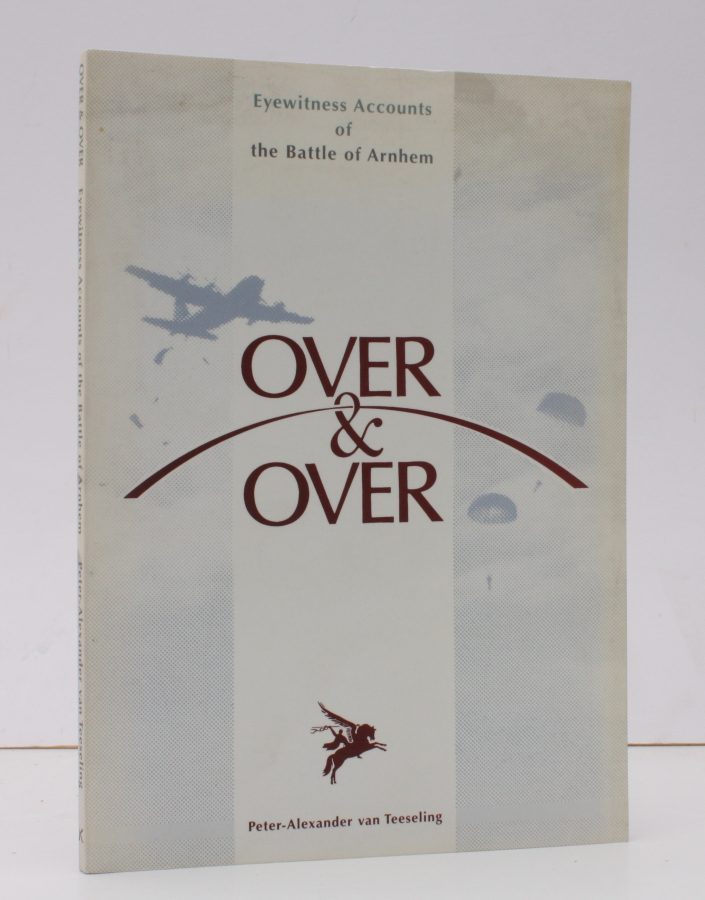 Eyewitness Accounts
of
the Battle of Arnhem
OVER
&
OVER
Peter-Alexander van Teeseling
OVER & OVER Eyewitness Accounts of the Battle of Arnhem Peter-Alexander van Teeseling K